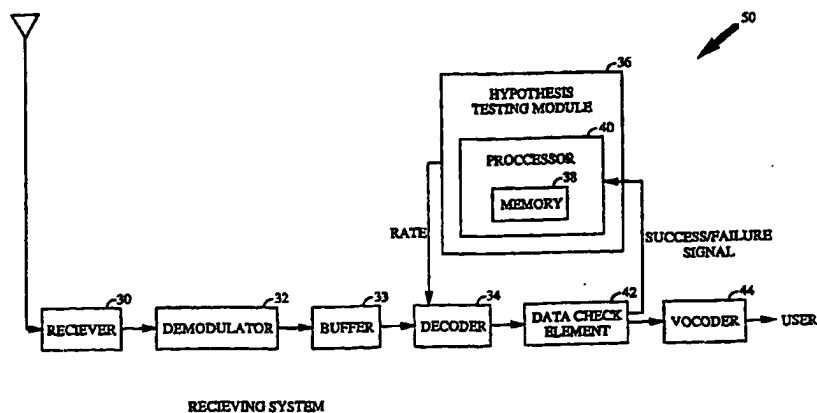 50
36
HYPOTHESIS
TESTING MODULE
40
PROCCESSOR
38
MEMORY
RATE
SUCCESS/FAILURE
SIGNAL
30
RECIEVER
32
DEMODULATOR
33
BUFFER
34
DECODER
42
DATA CHECK
ELEMENT
44
VOCODER
USER
RECIEVING SYSTEM